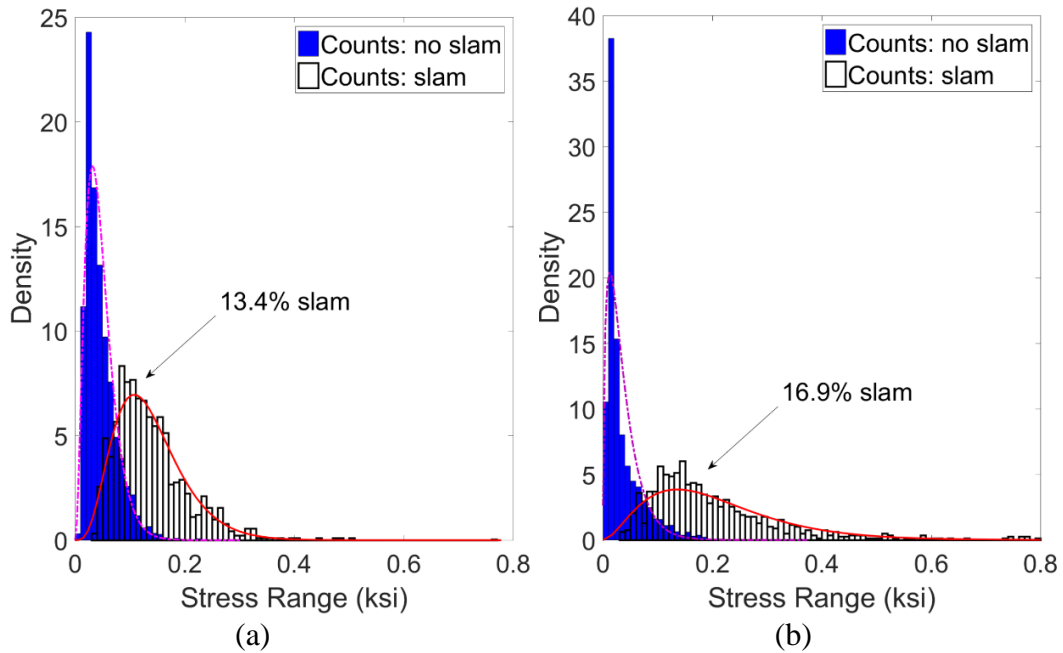 25
20
15
10
5
0
Density
Counts: no slam
Counts: slam
13.4% slam
0 0.2 0.4 0.6 0.8
Stress Range (ksi)
(a)
40
35
30
25
20
15
10
5
0
Density
Counts: no slam
Counts: slam
16.9% slam
0 0.2 0.4 0.6 0.8
Stress Range (ksi)
(b)